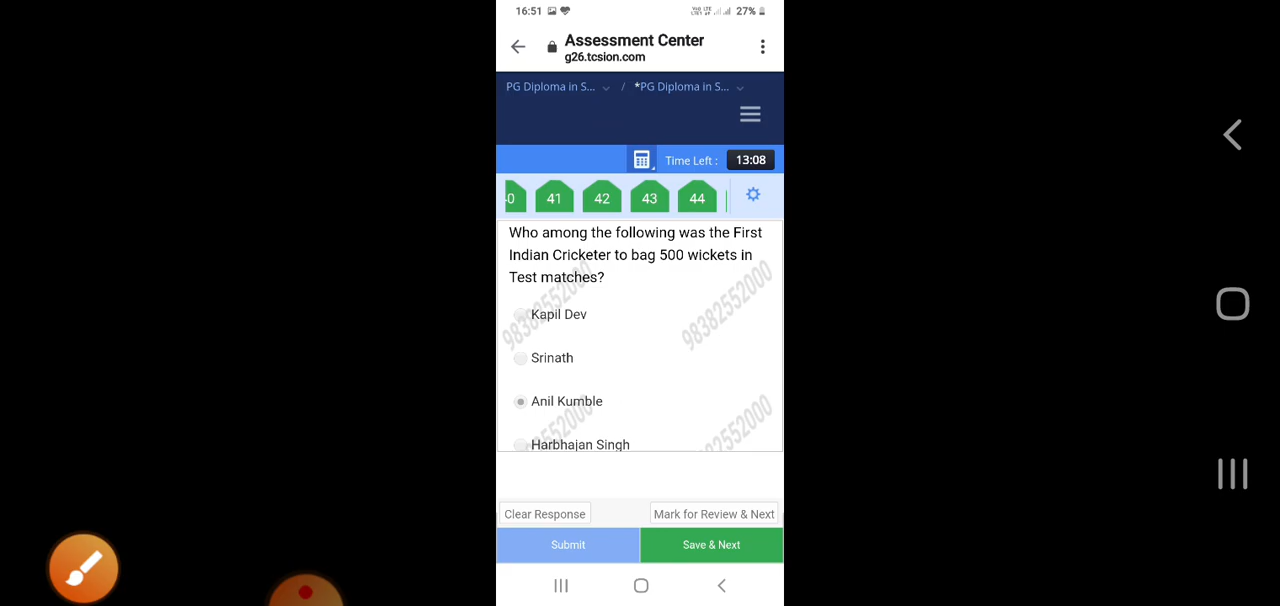 16:51 27%
Assessment Center
g26.tcsion.com
PG Diploma in S... / *PG Diploma in S...
Time Left : 13:08
41 42 43 44
Who among the following was the First
Indian Cricketer to bag 500 wickets in
Test matches?
Kapil Dev
Srinath
Anil Kumble
Harbhajan Singh
98382552000
98382552000
Clear Response Mark for Review & Next
Submit Save & Next